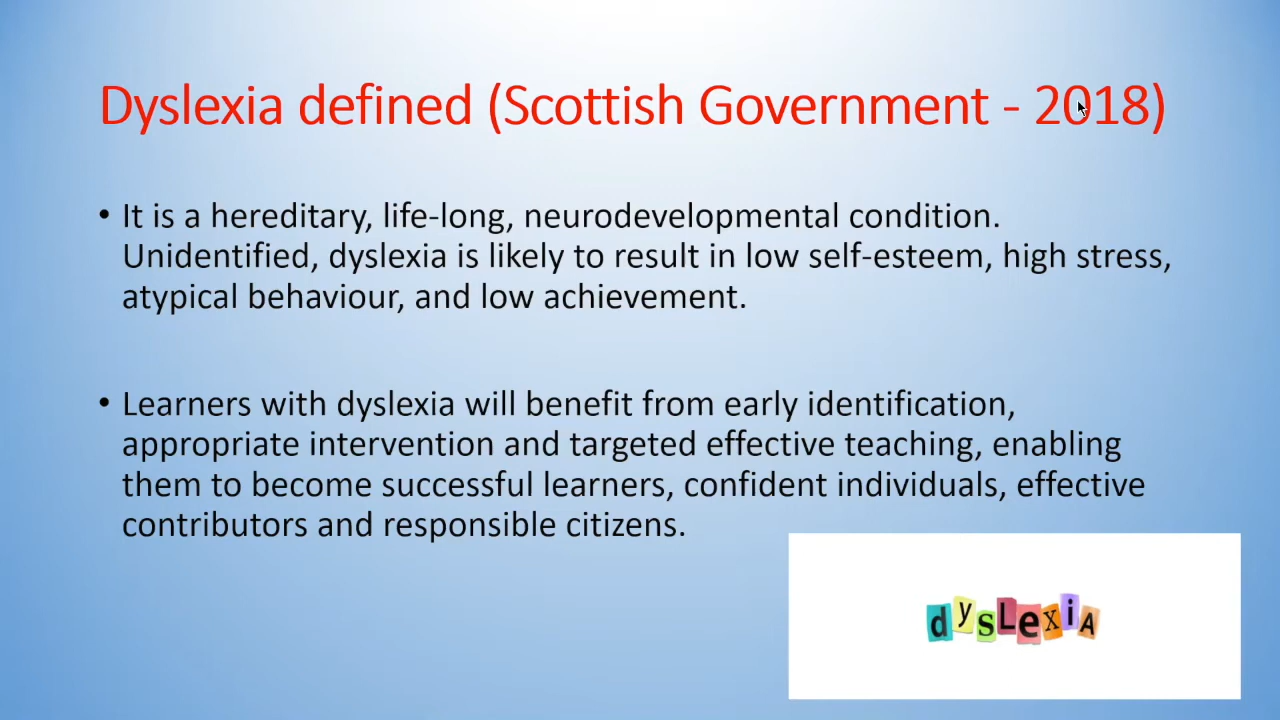 Dyslexia defined (Scottish Government - 2018)
• It is a hereditary, life-long, neurodevelopmental condition.
Unidentified, dyslexia is likely to result in low self-esteem, high stress,
atypical behaviour, and low achievement.
• Learners with dyslexia will benefit from early identification,
appropriate intervention and targeted effective teaching, enabling
them to become successful learners, confident individuals, effective
contributors and responsible citizens.
dysLexiA